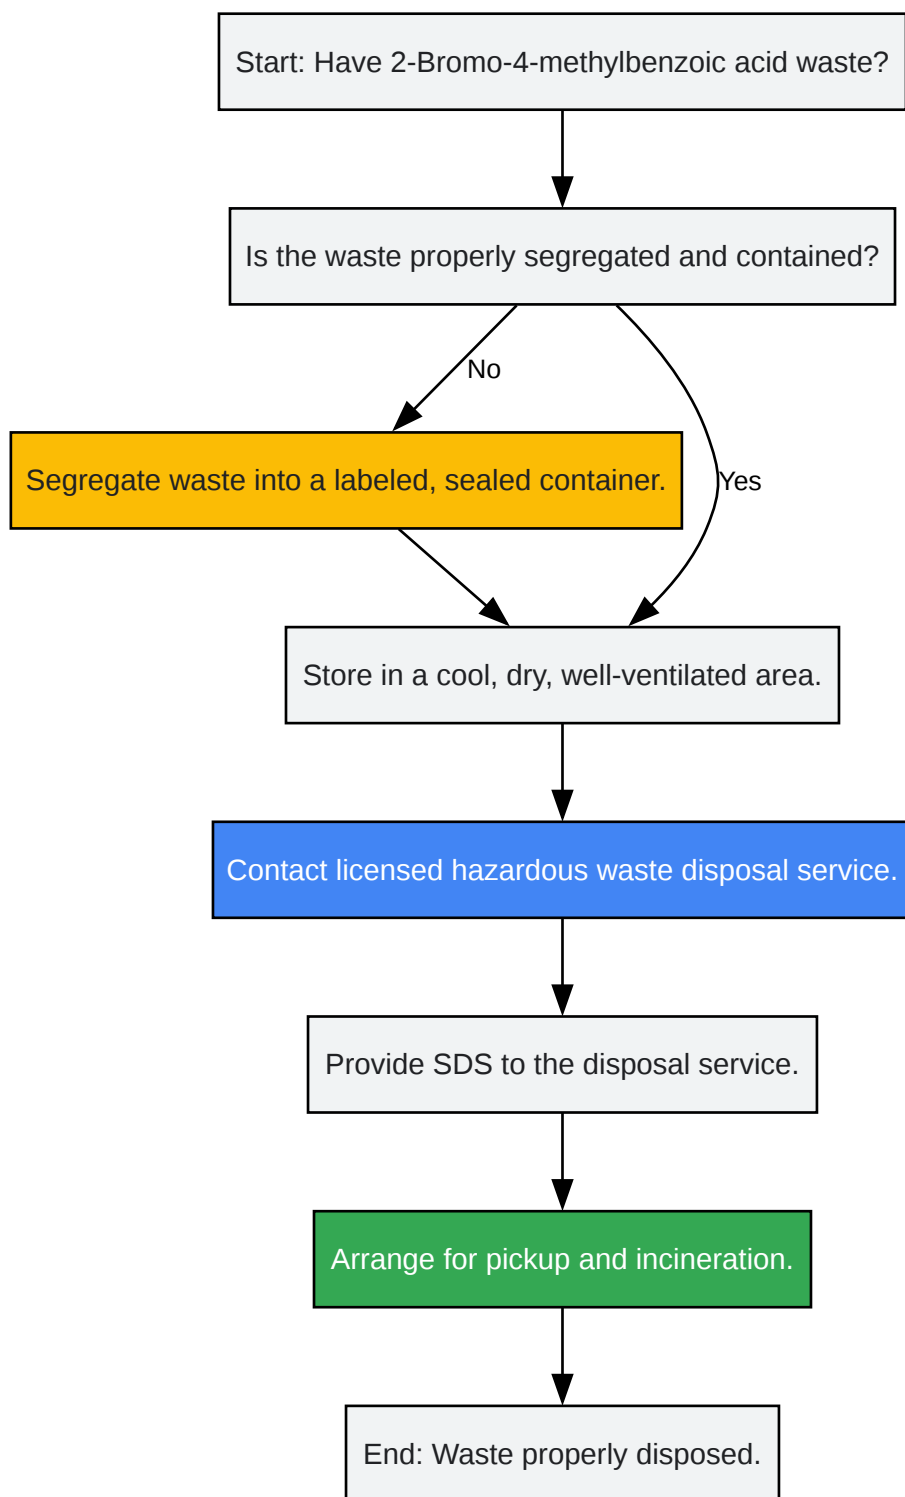 Start: Have 2-Bromo-4-methylbenzoic acid waste?
Is the waste properly segregated and contained?
No
Segregate waste into a labeled, sealed container.
Yes
Store in a cool, dry, well-ventilated area.
Contact licensed hazardous waste disposal service.
Provide SDS to the disposal service.
Arrange for pickup and incineration.
End: Waste properly disposed.